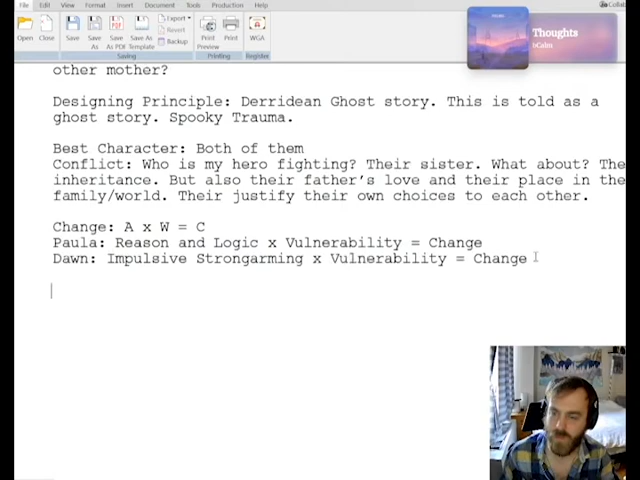 File Edit View Format Insert Document Tools Production Help
Collab
Open Close Save Save As Save As PDF Save As Template Export Revert Backup Print Preview Print WGA
Saving Printing Register
Thoughts
other mother?
Designing Principle: Derridean Ghost story. This is told as a
ghost story. Spooky Trauma.
Best Character: Both of them
Conflict: Who is my hero fighting? Their sister. What about? The
inheritance. But also their father's love and their place in the
family/world. Their justify their own choices to each other.
Change: A x W = C
Paula: Reason and Logic x Vulnerability = Change
Dawn: Impulsive Strongarming x Vulnerability = Change